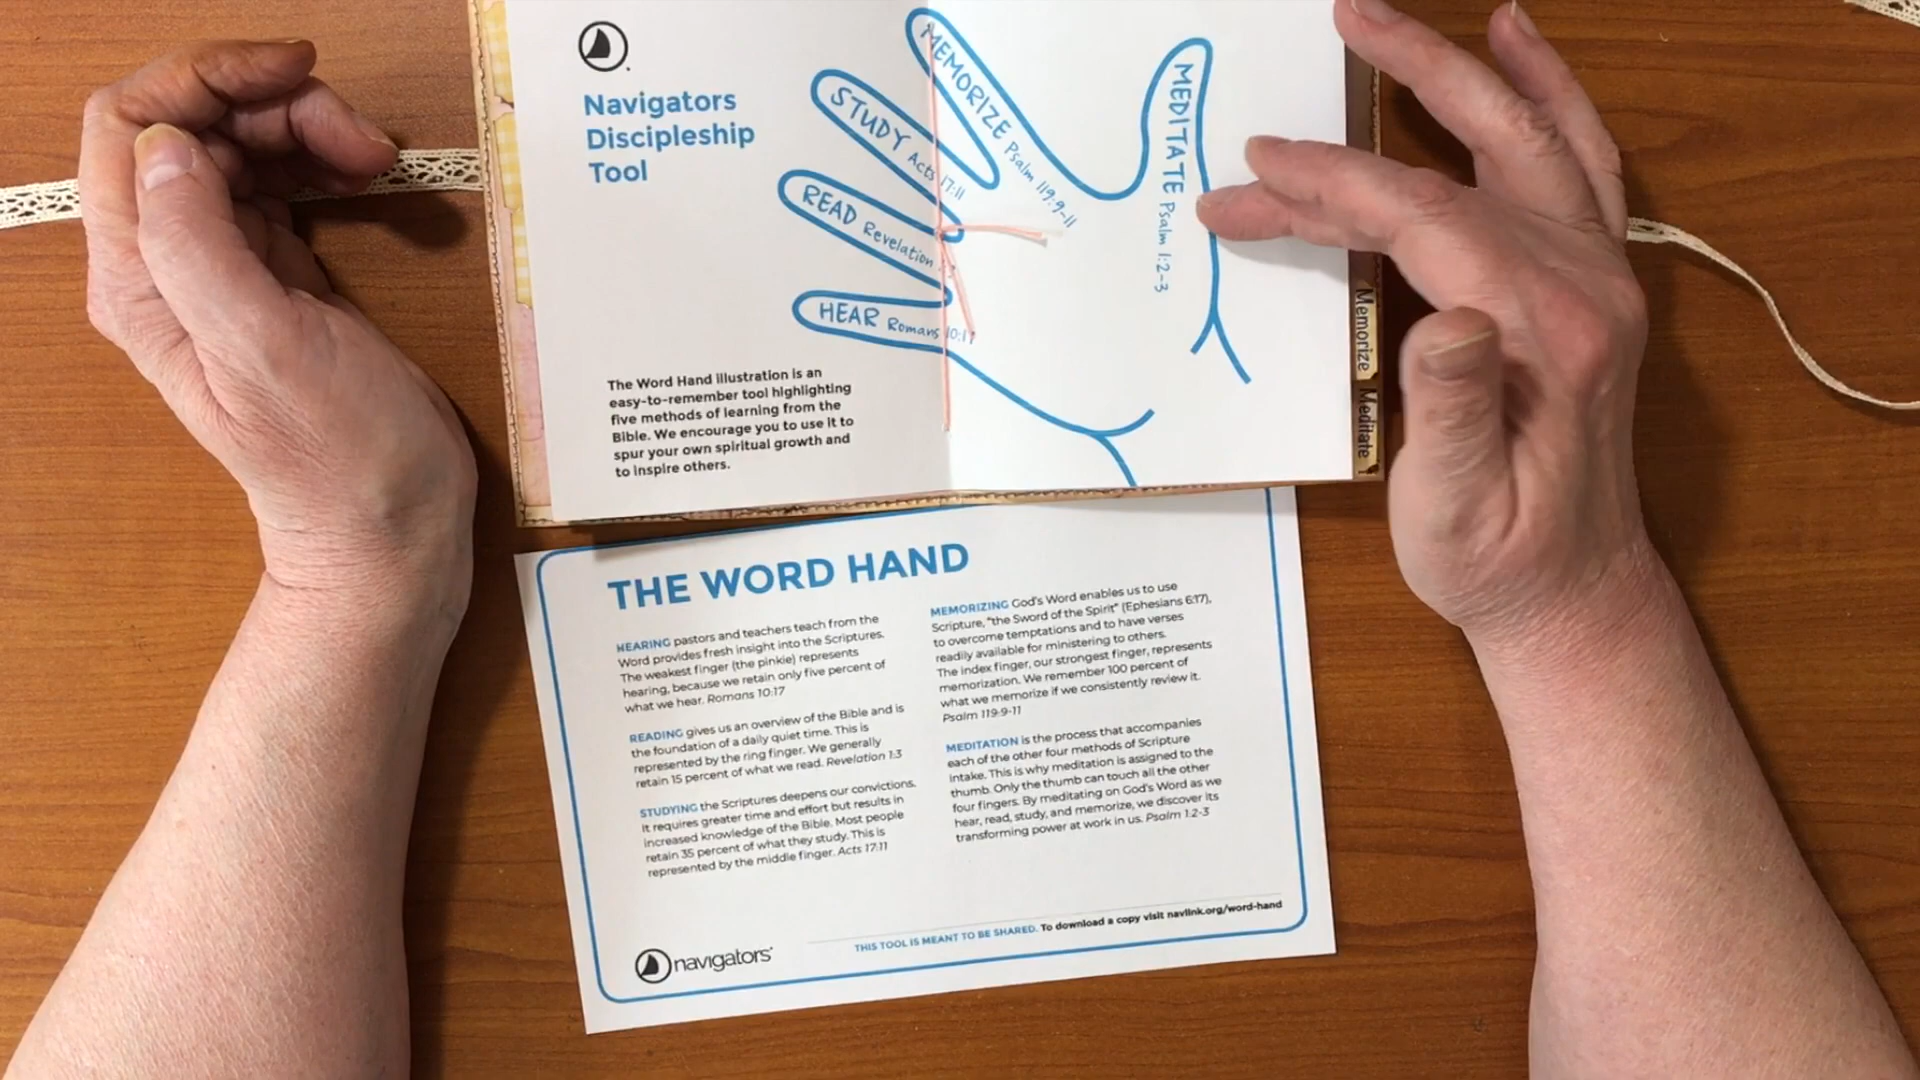 Navigators
Discipleship
Tool
MEMORIZE Psalm 119:9-11
STUDY Acts 17:11
READ Revelation
HEAR Romans 10:17
MEDITATE Psalm 1:2-3
The Word Hand illustration is an
easy-to-remember tool highlighting
five methods of learning from the
Bible. We encourage you to use it to
spur your own spiritual growth and
to inspire others.
Memorize
Meditate
THE WORD HAND
HEARING pastors and teachers teach from the
Word provides fresh insight into the Scriptures.
The weakest finger (the pinkie) represents
hearing, because we retain only five percent of
what we hear. Romans 10:17
READING gives us an overview of the Bible and is
the foundation of a daily quiet time. This is
represented by the ring finger. We generally
retain 15 percent of what we read. Revelation 1:3
STUDYING the Scriptures deepens our convictions.
It requires greater time and effort but results in
increased knowledge of the Bible. Most people
retain 35 percent of what they study. This is
represented by the middle finger. Acts 17:11
MEMORIZING God's Word enables us to use
Scripture, "the Sword of the Spirit" (Ephesians 6:17),
to overcome temptations and to have verses
readily available for ministering to others.
The index finger, our strongest finger, represents
memorization. We remember 100 percent of
what we memorize if we consistently review it.
Psalm 119:9-11
MEDITATION is the process that accompanies
each of the other four methods of Scripture
intake. This is why meditation is assigned to the
thumb. Only the thumb can touch all the other
four fingers. By meditating on God's Word as we
hear, read, study, and memorize, we discover its
transforming power at work in us. Psalm 1:2-3
navigators
THIS TOOL IS MEANT TO BE SHARED. To download a copy visit navlink.org/word-hand